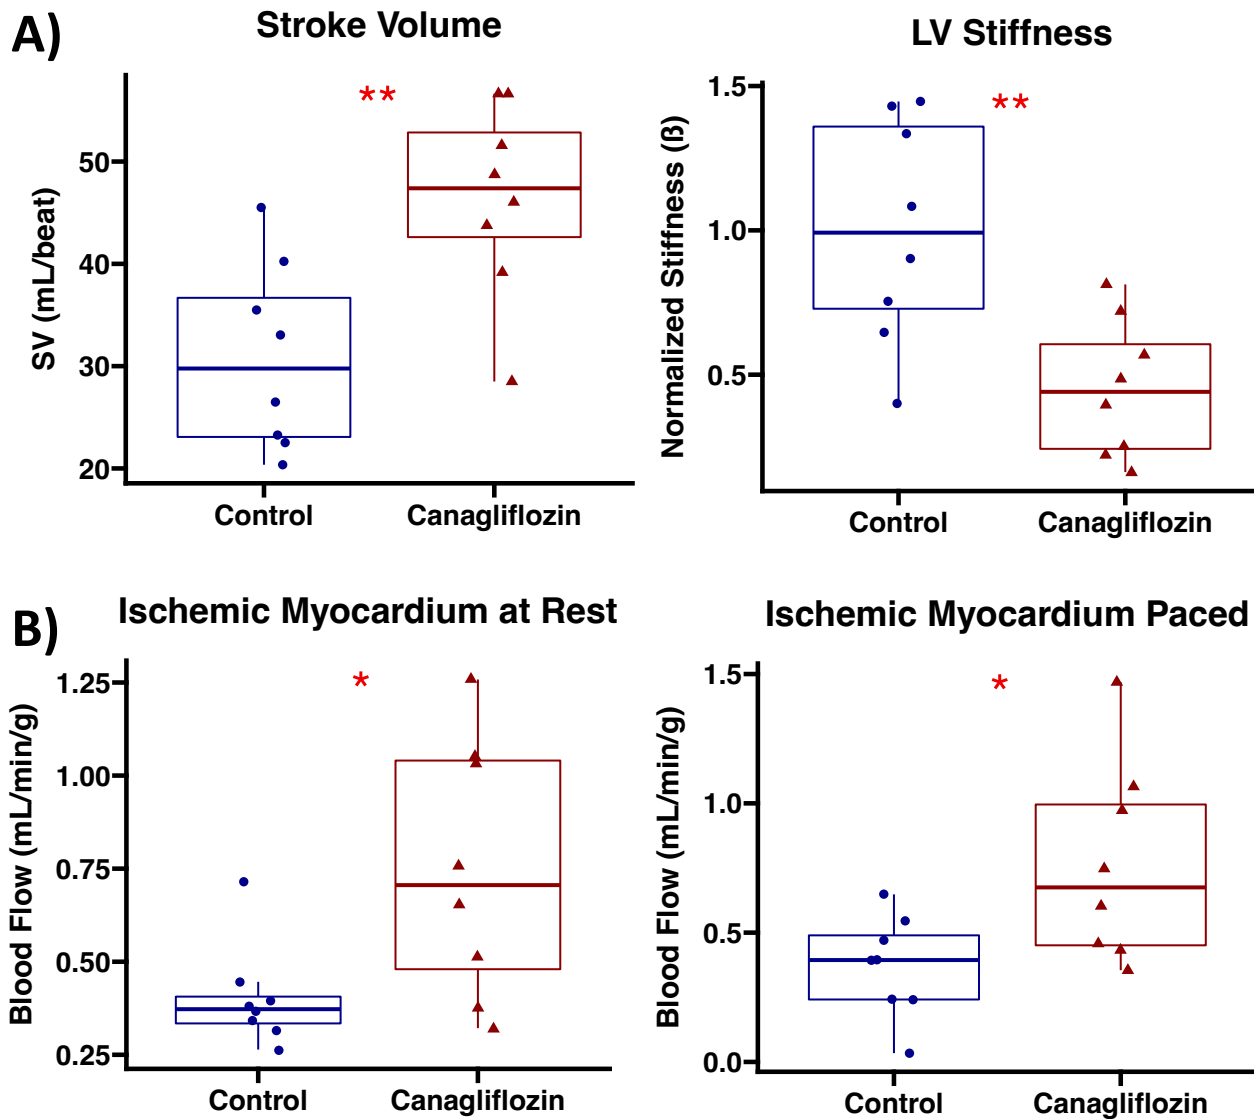 A)
Stroke Volume
**
SV (mL/beat)
50
40
30
20
Control
Canagliflozin
LV Stiffness
**
Normalized Stiffness (ß)
1.5
1.0
0.5
Control
Canagliflozin
B)
Ischemic Myocardium at Rest
*
Blood Flow (mL/min/g)
1.25
1.00
0.75
0.50
0.25
Control
Canagliflozin
Ischemic Myocardium Paced
*
Blood Flow (mL/min/g)
1.5
1.0
0.5
0.0
Control
Canagliflozin